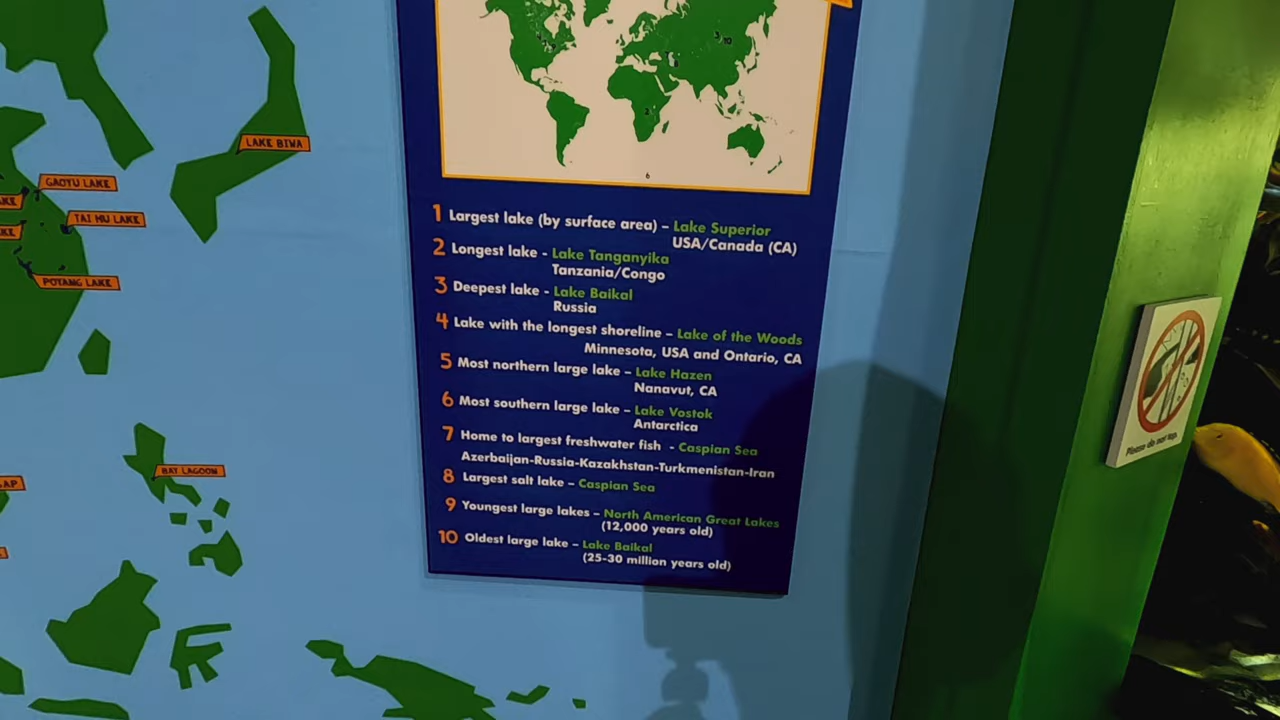 LAKE BIWA
GAOYU LAKE
TAI HU LAKE
POYANG LAKE
BAY LAGOON
6
1 Largest lake (by surface area) – Lake Superior
USA/Canada (CA)
2 Longest lake - Lake Tanganyika
Tanzania/Congo
3 Deepest lake - Lake Baikal
Russia
4 Lake with the longest shoreline – Lake of the Woods
Minnesota, USA and Ontario, CA
5 Most northern large lake – Lake Hazen
Nanavut, CA
6 Most southern large lake – Lake Vostok
Antarctica
7 Home to largest freshwater fish - Caspian Sea
Azerbaijan-Russia-Kazakhstan-Turkmenistan-Iran
8 Largest salt lake – Caspian Sea
9 Youngest large lakes – North American Great Lakes
(12,000 years old)
10 Oldest large lake – Lake Baikal
(25-30 million years old)
Please do not tap.